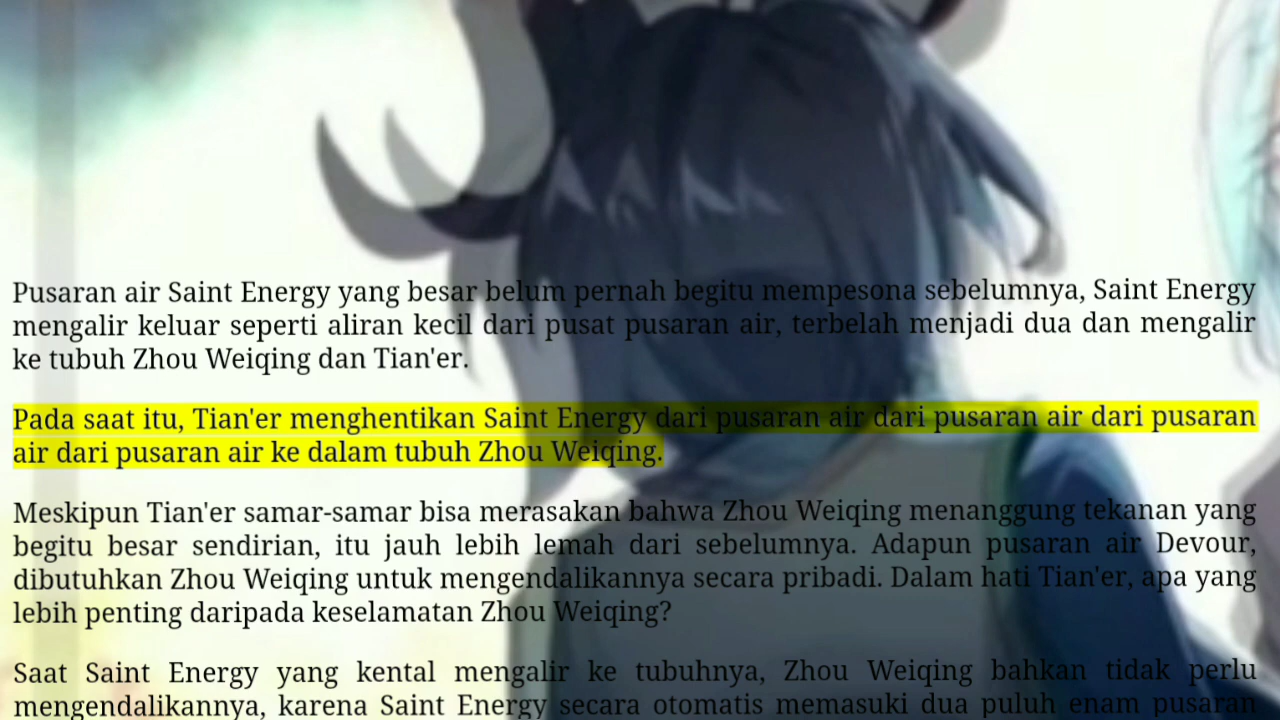 Pusaran air Saint Energy yang besar belum pernah begitu mempesona sebelumnya, Saint Energy
mengalir keluar seperti aliran kecil dari pusat pusaran air, terbelah menjadi dua dan mengalir
ke tubuh Zhou Weiqing dan Tian'er.
Pada saat itu, Tian'er menghentikan Saint Energy dari pusaran air dari pusaran air dari pusaran
air dari pusaran air ke dalam tubuh Zhou Weiqing.
Meskipun Tian'er samar-samar bisa merasakan bahwa Zhou Weiqing menanggung tekanan yang
begitu besar sendirian, itu jauh lebih lemah dari sebelumnya. Adapun pusaran air Devour,
dibutuhkan Zhou Weiqing untuk mengendalikannya secara pribadi. Dalam hati Tian'er, apa yang
lebih penting daripada keselamatan Zhou Weiqing?
Saat Saint Energy yang kental mengalir ke tubuhnya, Zhou Weiqing bahkan tidak perlu
mengendalikannya, karena Saint Energy secara otomatis memasuki dua puluh enam pusaran